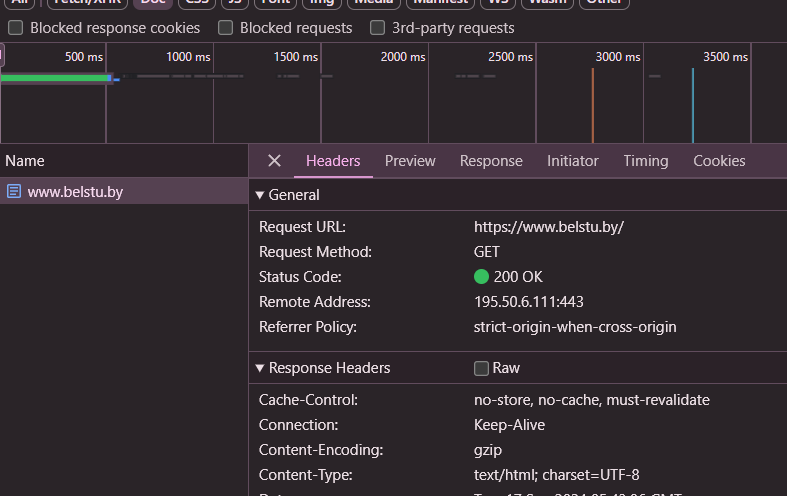 All Fetch/XHR Doc CSS JS Font Img Media Manifest WS Wasm Other
Blocked response cookies Blocked requests 3rd-party requests
500 ms 1000 ms 1500 ms 2000 ms 2500 ms 3000 ms 3500 ms
Name
www.belstu.by
Headers Preview Response Initiator Timing Cookies
General
Request URL: https://www.belstu.by/
Request Method: GET
Status Code: 200 OK
Remote Address: 195.50.6.111:443
Referrer Policy: strict-origin-when-cross-origin
Response Headers Raw
Cache-Control: no-store, no-cache, must-revalidate
Connection: Keep-Alive
Content-Encoding: gzip
Content-Type: text/html; charset=UTF-8